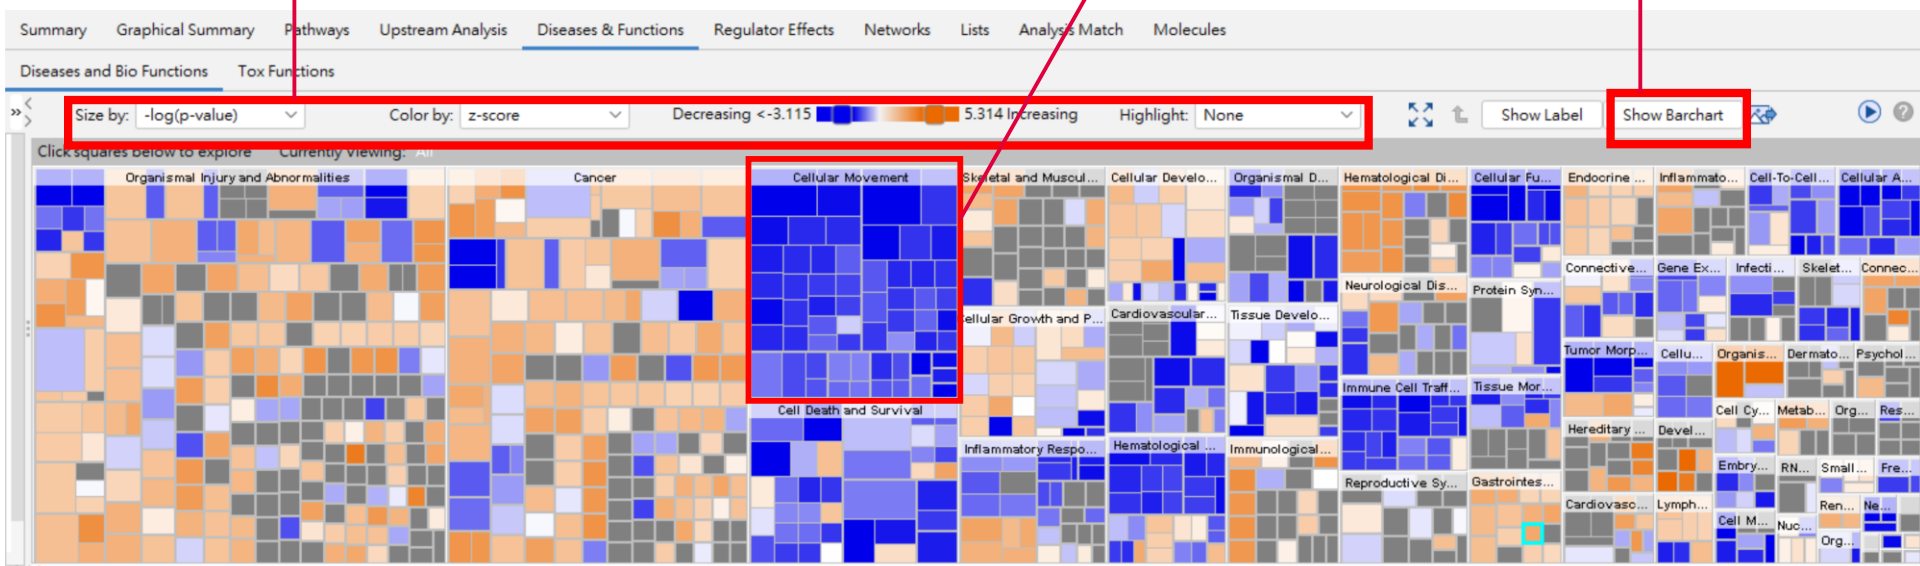 Summary Graphical Summary Pathways Upstream Analysis Diseases & Functions Regulator Effects Networks Lists Analysis Match Molecules
Diseases and Bio Functions Tox Functions
» Size by: -log(p-value) Color by: z-score Decreasing <-3.115 5.314 Increasing Highlight: None Show Label Show Barchart
Click squares below to explore Currently Viewing: All
Organismal Injury and Abnormalities Cancer Cellular Movement Skeletal and Muscul... Cellular Develo... Organismal D... Hematological Di... Cellular Fu... Endocrine ... Inflammato... Cell-To-Cell... Cellular A...
Connective... Gene Ex... Infecti... Skelet... Connec...
Neurological Dis... Protein Syn...
Cellular Growth and P... Cardiovascular... Tissue Develo...
Tumor Morp... Cellu... Organis... Dermato... Psychol...
Immune Cell Traff... Tissue Mor...
Cell Death and Survival Cell Cy... Metab... Org... Res...
Hereditary ... Devel...
Inflammatory Respo... Hematological ... Immunological...
Embry... RN... Small... Fre...
Reproductive Sy... Gastrointes...
Cardiovasc... Lymph... Ren... Ne...
Cell M... Nuc...
Org...